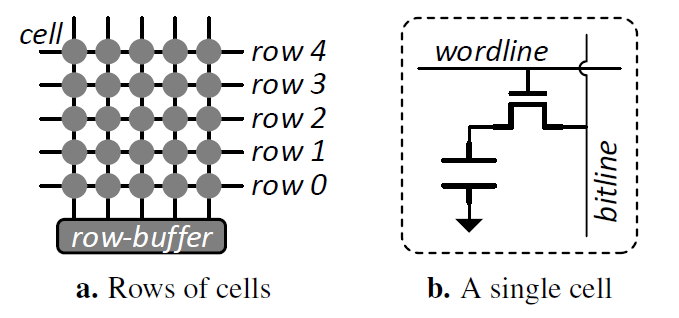 cell
row 4
row 3
row 2
row 1
row 0
row-buffer
a. Rows of cells
wordline
bitline
b. A single cell